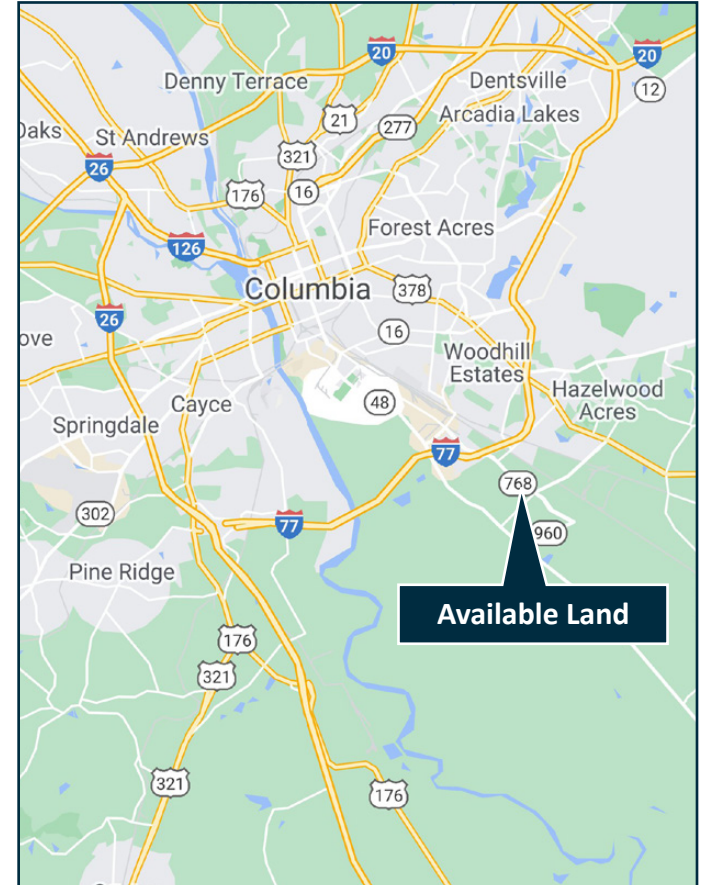 20
20
Denny Terrace
Dentsville
12
21
Arcadia Lakes
277
Oaks
St Andrews
321
26
176
16
Forest Acres
126
Columbia
378
26
16
ove
Woodhill
Estates
Hazelwood
Acres
Cayce
48
Springdale
77
768
302
77
960
Pine Ridge
Available Land
176
321
321
176